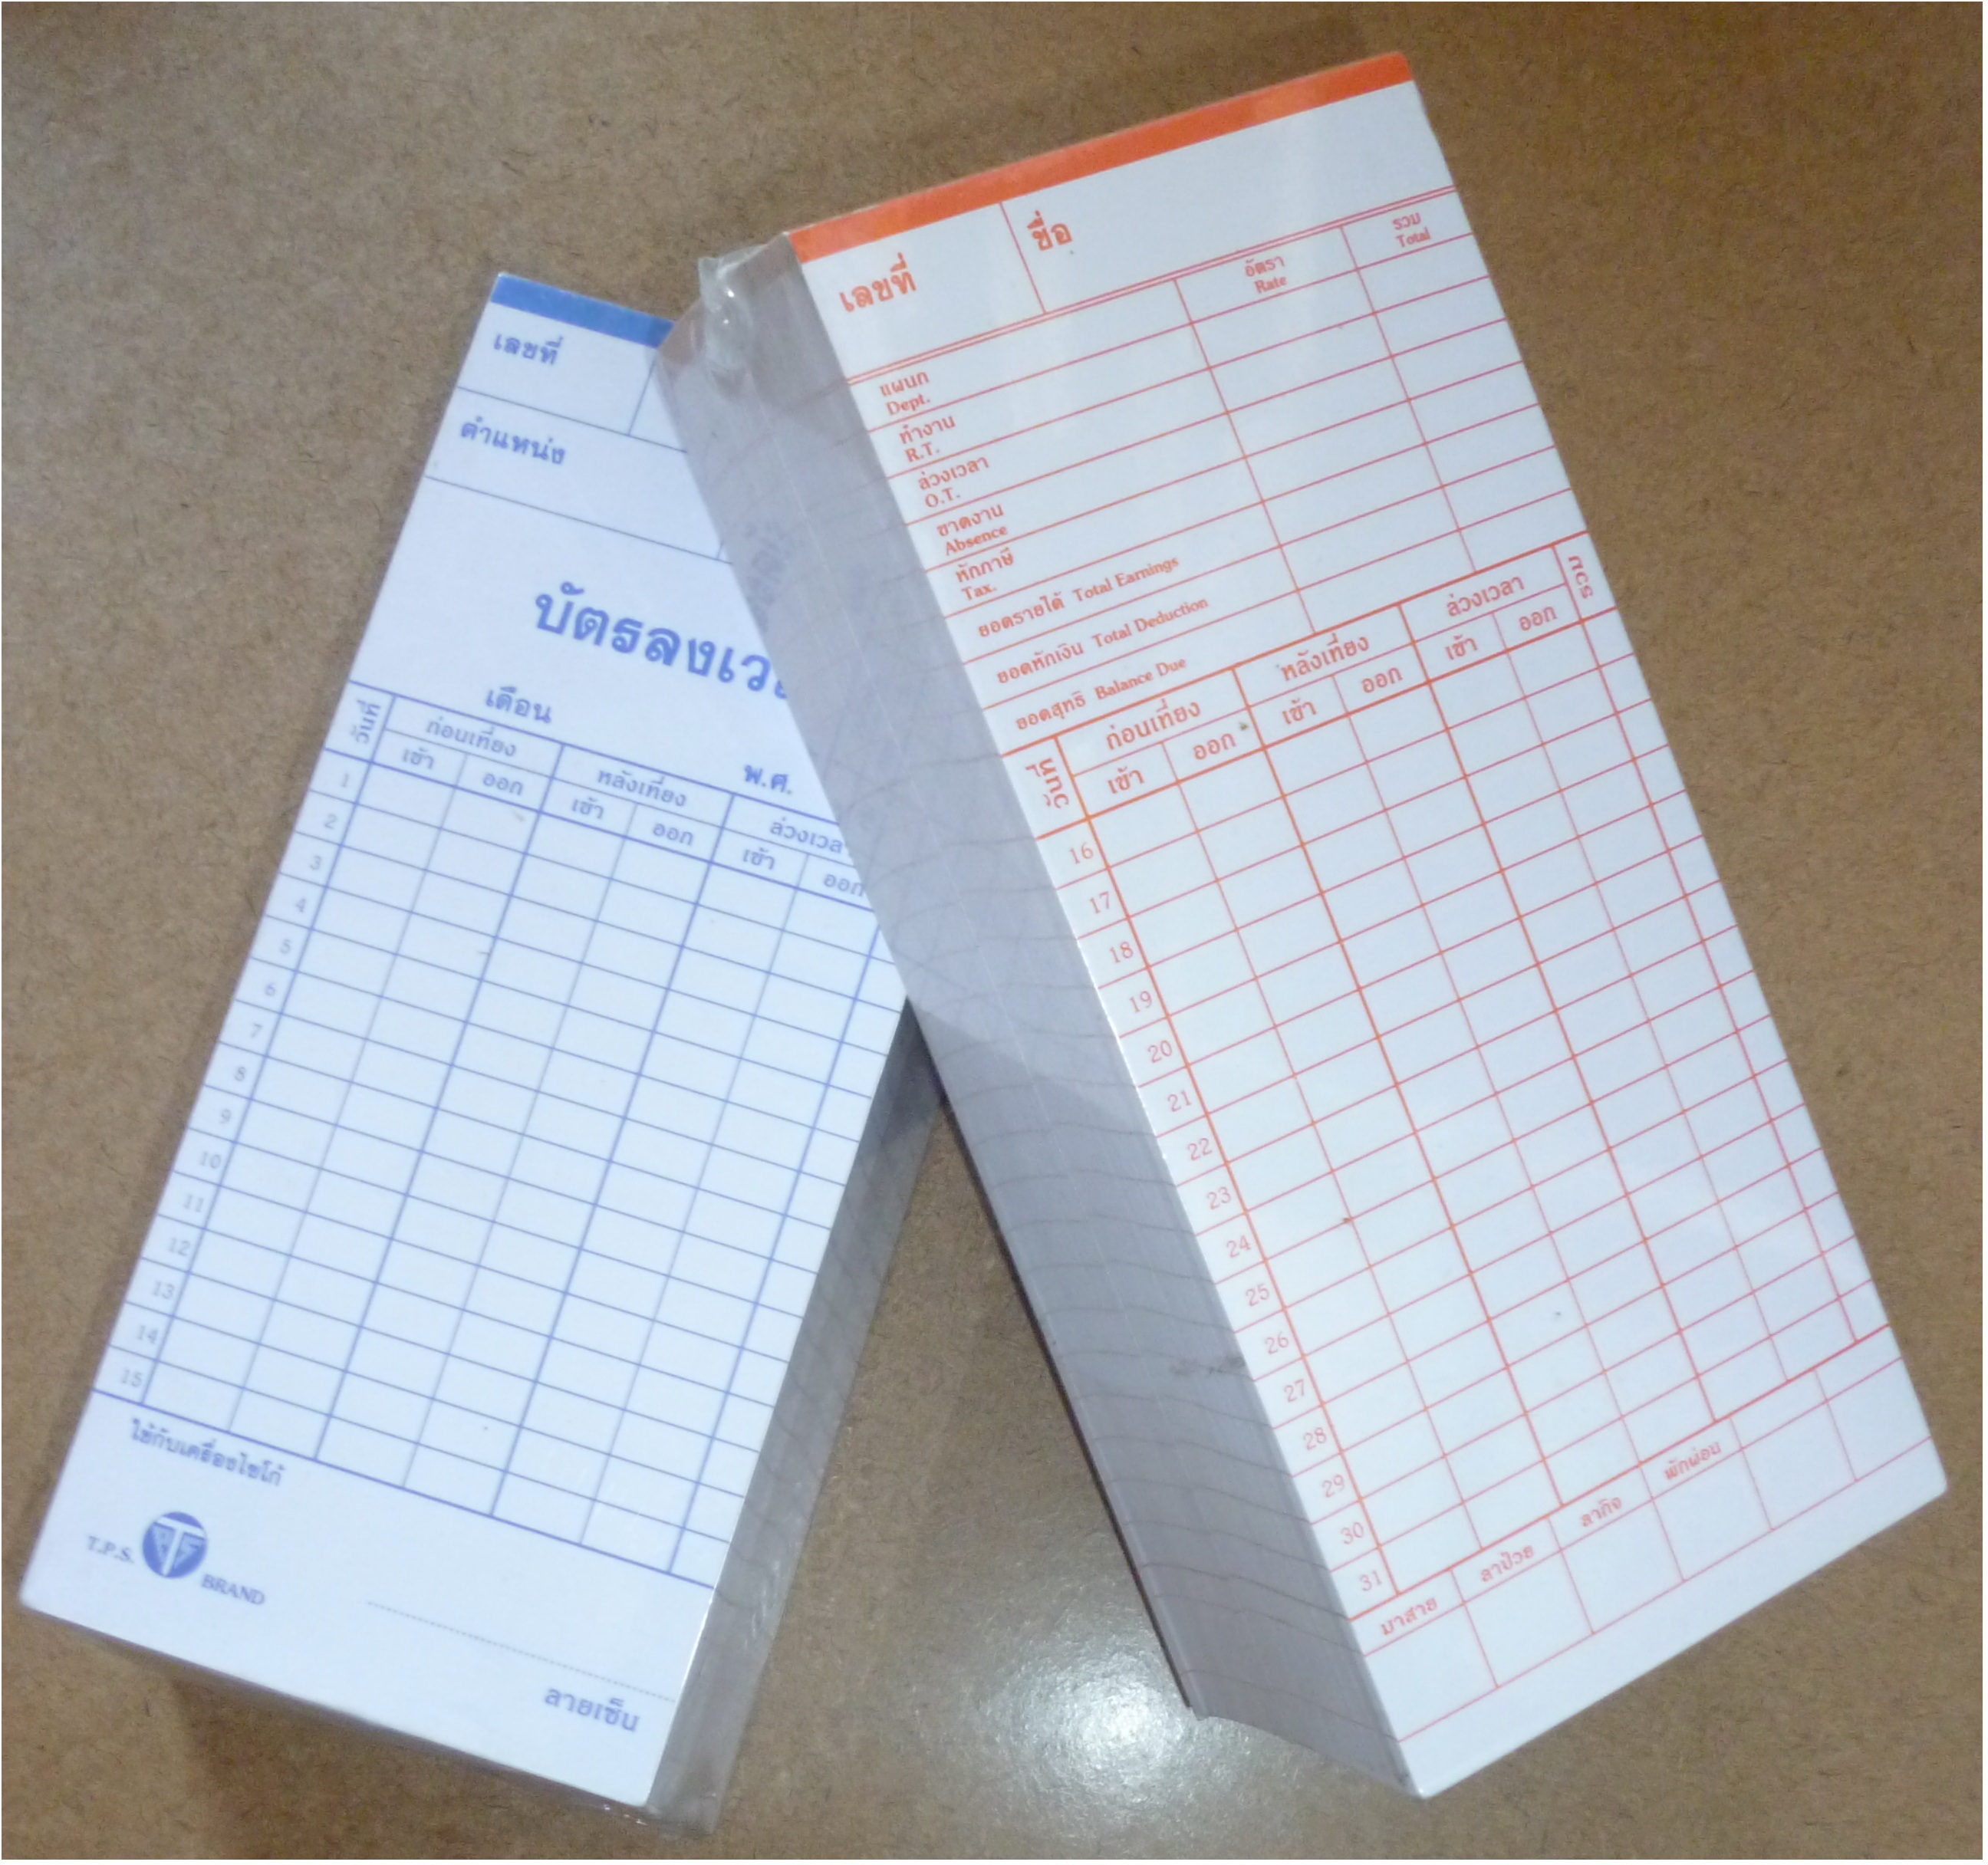 เลขที่
ตำแหน่ง
บัตรลงเวล
เดือน
พ.ศ.
วันที่ ก่อนเที่ยง หลังเที่ยง ล่วงเวลา
เข้า ออก เข้า ออก เข้า ออก
1
2
3
4
5
6
7
8
9
10
11
12
13
14
15
ใช้กับเครื่องไซโก้
T.P.S. BRAND
ลายเซ็น
เลขที่ ชื่อ
อัตรา รวม
Rate Total
แผนก
Dept.
ทำงาน
R.T.
ล่วงเวลา
O.T.
ขาดงาน
Absence
หักภาษี
Tax.
ยอดรายได้ Total Earnings
ยอดหักเงิน Total Deduction
ยอดสุทธิ Balance Due
วันที่ ก่อนเที่ยง หลังเที่ยง ล่วงเวลา รวม
เข้า ออก เข้า ออก เข้า ออก
16
17
18
19
20
21
22
23
24
25
26
27
28
29
30
31
มาสาย ลาป่วย ลากิจ พักผ่อน